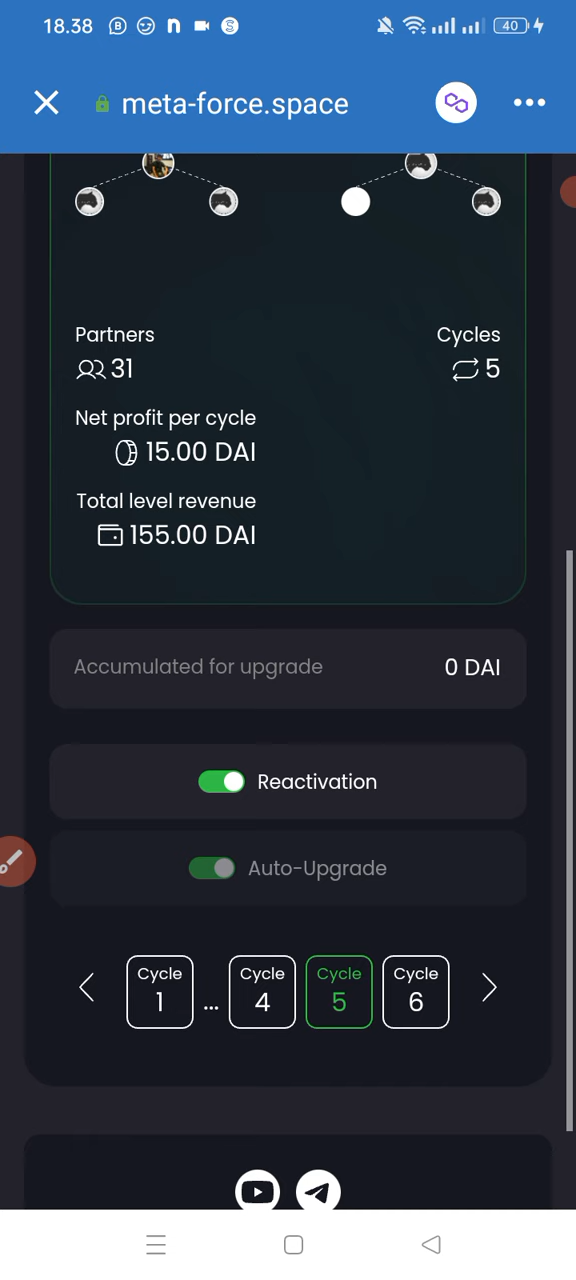 18.38
40
meta-force.space
Partners
31
Cycles
5
Net profit per cycle
15.00 DAI
Total level revenue
155.00 DAI
Accumulated for upgrade
0 DAI
Reactivation
Auto-Upgrade
Cycle
1
...
Cycle
4
Cycle
5
Cycle
6